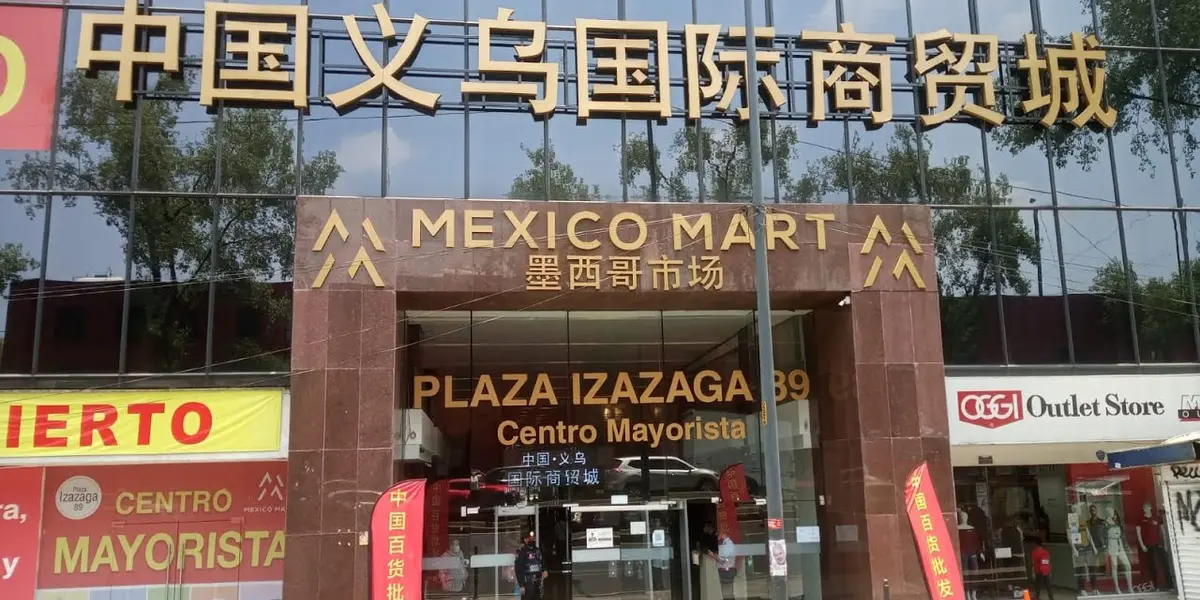 中国义乌国际商贸城
MEXICO MART
墨西哥市场
PLAZA IZAZAGA 89
Centro Mayorista
中国·义乌
国际商贸城
IERTO
Plaza
Izazaga
89
CENTRO
MAYORISTA
MEXICO MA
ra,
y
中国百货批
中国百货批发
OGGI Outlet Store